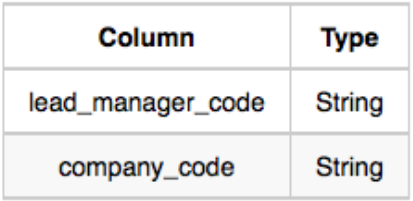 Column Type
lead_manager_code String
company_code String